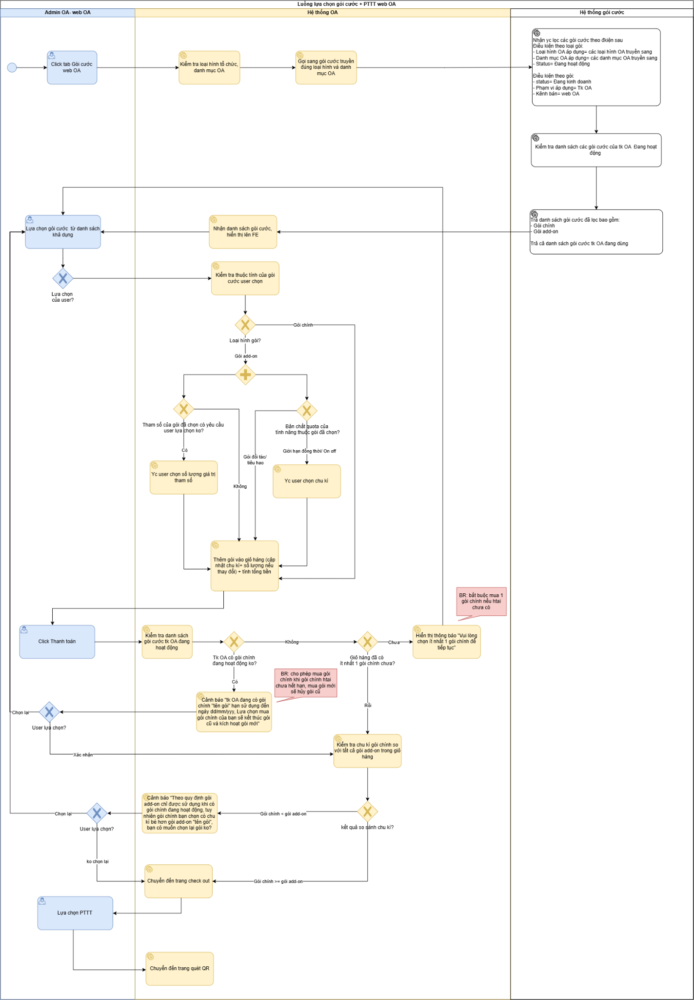 Luồng lựa chọn gói cước + PTTT web OA
Admin OA- web OA
Hệ thống OA
Hệ thống gói cước
Click tab Gói cước
web OA
Kiểm tra loại hình tổ chức,
danh mục OA
Gọi sang gói cước truyền
đúng loại hình và danh
mục OA
Nhận yc lọc các gói cước theo đkiện sau
Điều kiện theo loại gói:
- Loại hình OA áp dụng= các loại hình OA truyền sang
- Danh mục OA áp dụng= các danh mục OA truyền sang
- Status= Đang hoạt động
Điều kiện theo gói:
- status= Đang kinh doanh
- Phạm vi áp dụng= Tk OA
- Kênh bán= web OA
Kiểm tra danh sách các gói cước của tk OA Đang hoạt
động
Lựa chọn gói cước từ danh sách
khả dụng
Nhận danh sách gói cước,
hiển thị lên FE
Trả danh sách gói cước đã lọc bao gồm:
- Gói chính
- Gói add-on
Trả cả danh sách gói cước tk OA đang dùng
Lựa chọn
của user?
Kiểm tra thuộc tính của gói
cước user chọn
Gói chính
Loại hình gói?
Gói add-on
Tham số của gói đã chọn có yêu cầu
user lựa chọn ko?
Bản chất quota của
tính năng thuộc gói đã chọn?
Có
Giới hạn đồng thời/ On off
Gói đối tác/
tiêu hao
Yc user chọn số lượng giá trị
tham số
Yc user chọn chu kì
Không
Thêm gói vào giỏ hàng (cập
nhật chu kì+ số lượng nếu
thay đổi) + tính tổng tiền
BR: bắt buộc mua 1
gói chính nếu htai
chưa có
Click Thanh toán
Kiểm tra danh sách
gói cước tk OA đang
hoạt động
Không
Chưa
Hiển thị thông báo "Vui lòng
chọn ít nhất 1 gói chính để
tiếp tục"
Tk OA có gói chính
đang hoạt động ko?
Giỏ hàng đã có
ít nhất 1 gói chính chưa?
Có
BR: cho phép mua gói
chính khi gói chính htai
chưa hết hạn, mua gói mới
sẽ hủy gói cũ
Cảnh báo "tk OA đang có gói
chính "tên gói" hạn sử dụng đến
ngày dd/mm/yyy, Lựa chọn mua
gói chính của bạn sẽ kết thúc gói
cũ và kích hoạt gói mới"
Rồi
Chọn lại
User lựa chọn?
Xác nhận
Kiểm tra chu kì gói chính so
với tất cả gói add-on trong giỏ
hàng
Cảnh báo "Theo quy định gói
add-on chỉ được sử dụng khi có
gói chính đang hoạt động, tuy
nhiên gói chính bạn chọn có chu
kì bé hơn gói add-on "tên gói",
bạn có muốn chọn lại gói ko?
Chọn lại
Gói chính < gói add-on
User lựa chọn?
kết quả so sánh chu kì?
ko chọn lại
Chuyển đến trang check out
Gói chính >= gói add-on
Lựa chọn PTTT
Chuyển đến trang quét QR